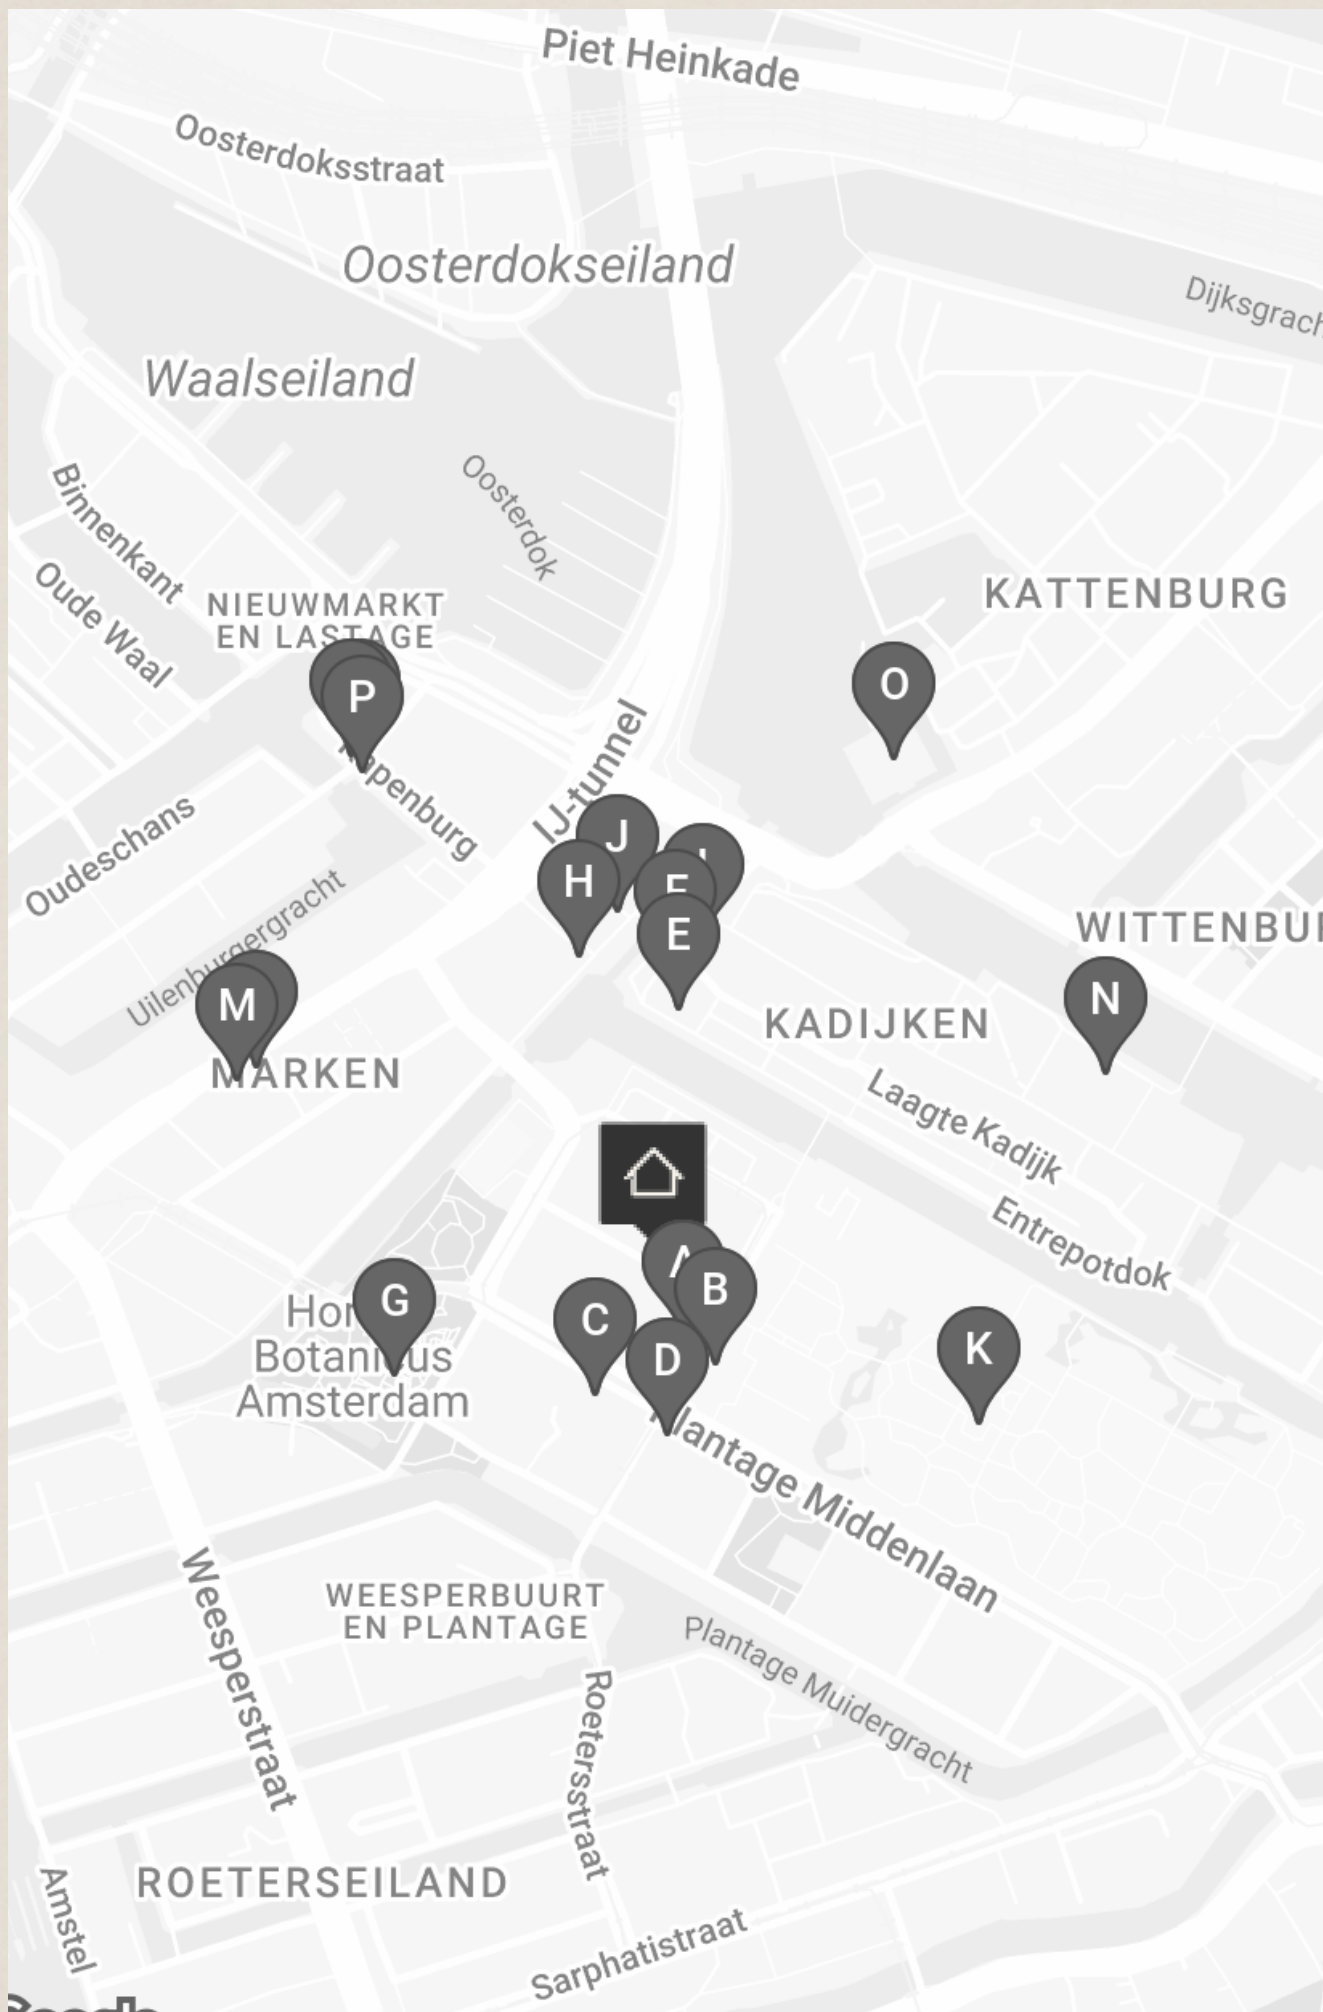 Piet Heinkade
Oosterdoksstraat
Oosterdokseiland
Dijksgrach
Waalseiland
Oosterdok
Binnenkant
Oude Waal
NIEUWMARKT
EN LASTAGE
KATTENBURG
P
O
IJ-tunnel
Oudeschans
J
H
E
WITTENBU
Uilenburgergracht
M
N
KADIJKEN
MARKEN
Laagte Kadijk
Entrepotdok
A
B
G
C
D
K
Botanicus
Amsterdam
Plantage Middenlaan
Weesperstraat
WEESPERBUURT
EN PLANTAGE
Plantage Muidergracht
Roetersstraat
ROETERSEILAND
Amstel
Sarphatistraat